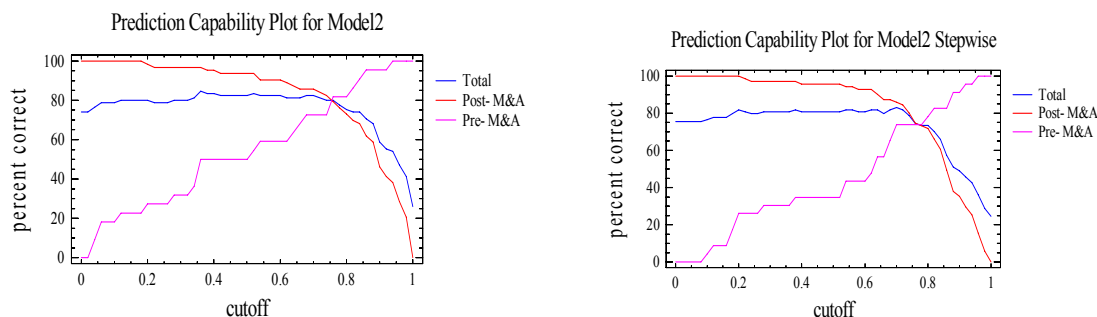 Prediction Capability Plot for Model2
percent correct
100
80
60
40
20
0
0
0.2
0.4
0.6
0.8
1
cutoff
Total
Post- M&A
Pre- M&A
Prediction Capability Plot for Model2 Stepwise
percent correct
100
80
60
40
20
0
0
0.2
0.4
0.6
0.8
1
cutoff
Total
Post- M&A
Pre- M&A